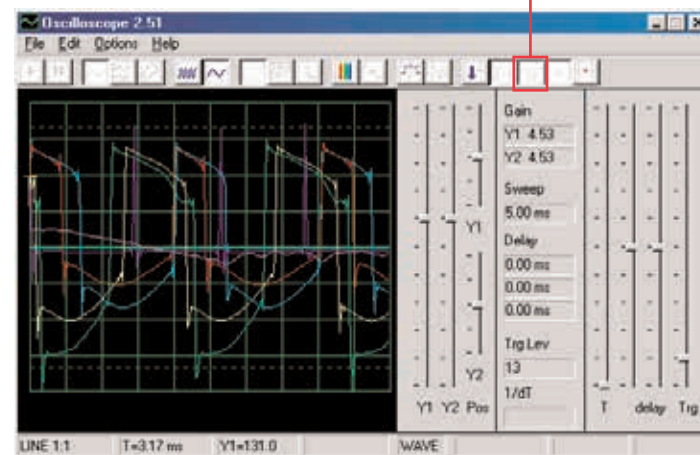 Oscilloscope 2.51
File Edit Options Help
Gain
Y1 4.53
Y2 4.53
Sweep
5.00 ms
Delay
0.00 ms
0.00 ms
0.00 ms
Trg Lev
13
1/dT
Y1
Y2
Y1 Y2 Pos
T delay Trg
LINE 1:1 T=3.17 ms Y1=131.0 WAVE